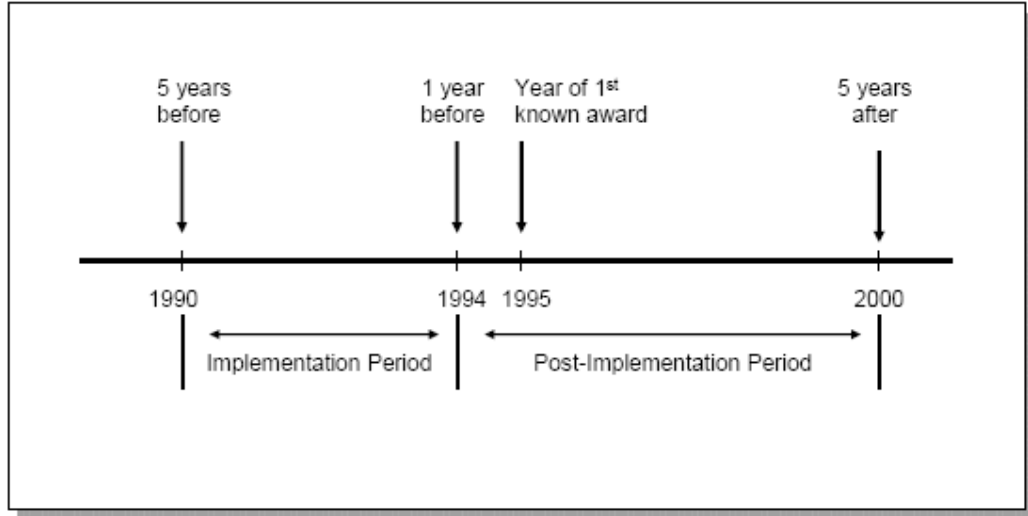 5 years
before
1 year
before
Year of 1st
known award
5 years
after
1990
1994
1995
2000
Implementation Period
Post-Implementation Period